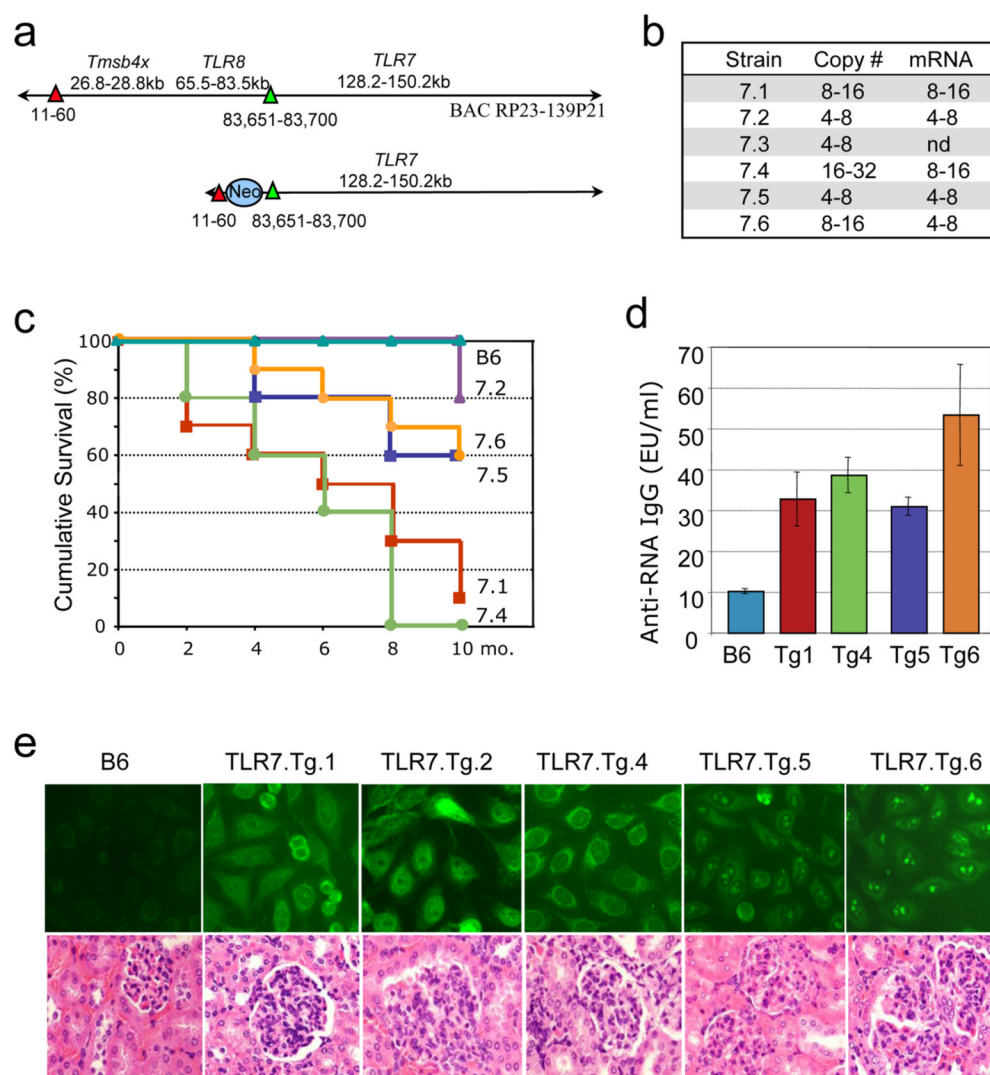 a
Tmsb4x TLR8 TLR7
26.8-28.8kb 65.5-83.5kb 128.2-150.2kb
11-60 83,651-83,700 BAC RP23-139P21
TLR7
128.2-150.2kb
Neo
11-60 83,651-83,700
b
Strain Copy # mRNA
7.1 8-16 8-16
7.2 4-8 4-8
7.3 4-8 nd
7.4 16-32 8-16
7.5 4-8 4-8
7.6 8-16 4-8
c
Cumulative Survival (%)
100
80
60
40
20
0
B6
7.2
7.6
7.5
7.1
7.4
0 2 4 6 8 10 mo.
d
Anti-RNA IgG (EU/ml)
70
60
50
40
30
20
10
0
B6 Tg1 Tg4 Tg5 Tg6
e
B6 TLR7.Tg.1 TLR7.Tg.2 TLR7.Tg.4 TLR7.Tg.5 TLR7.Tg.6